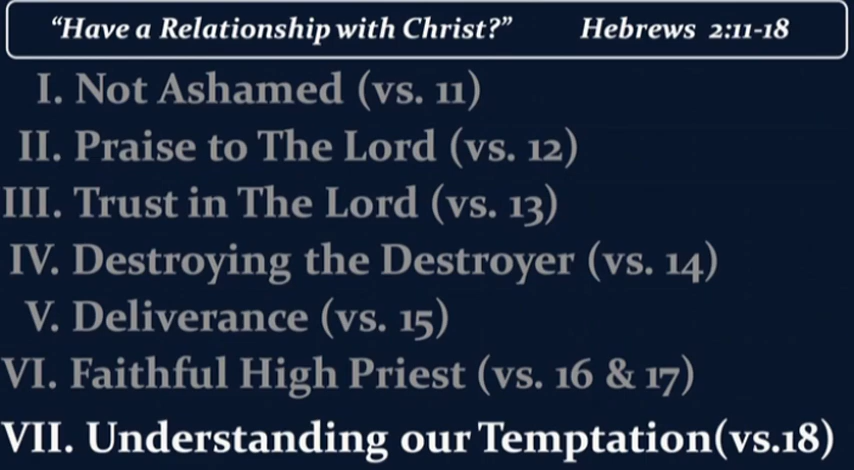 “Have a Relationship with Christ?” Hebrews 2:11-18
I. Not Ashamed (vs. 11)
II. Praise to The Lord (vs. 12)
III. Trust in The Lord (vs. 13)
IV. Destroying the Destroyer (vs. 14)
V. Deliverance (vs. 15)
VI. Faithful High Priest (vs. 16 & 17)
VII. Understanding our Temptation(vs.18)